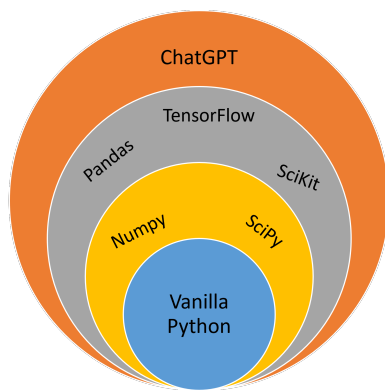 ChatGPT
TensorFlow
Pandas
SciKit
Numpy
SciPy
Vanilla
Python